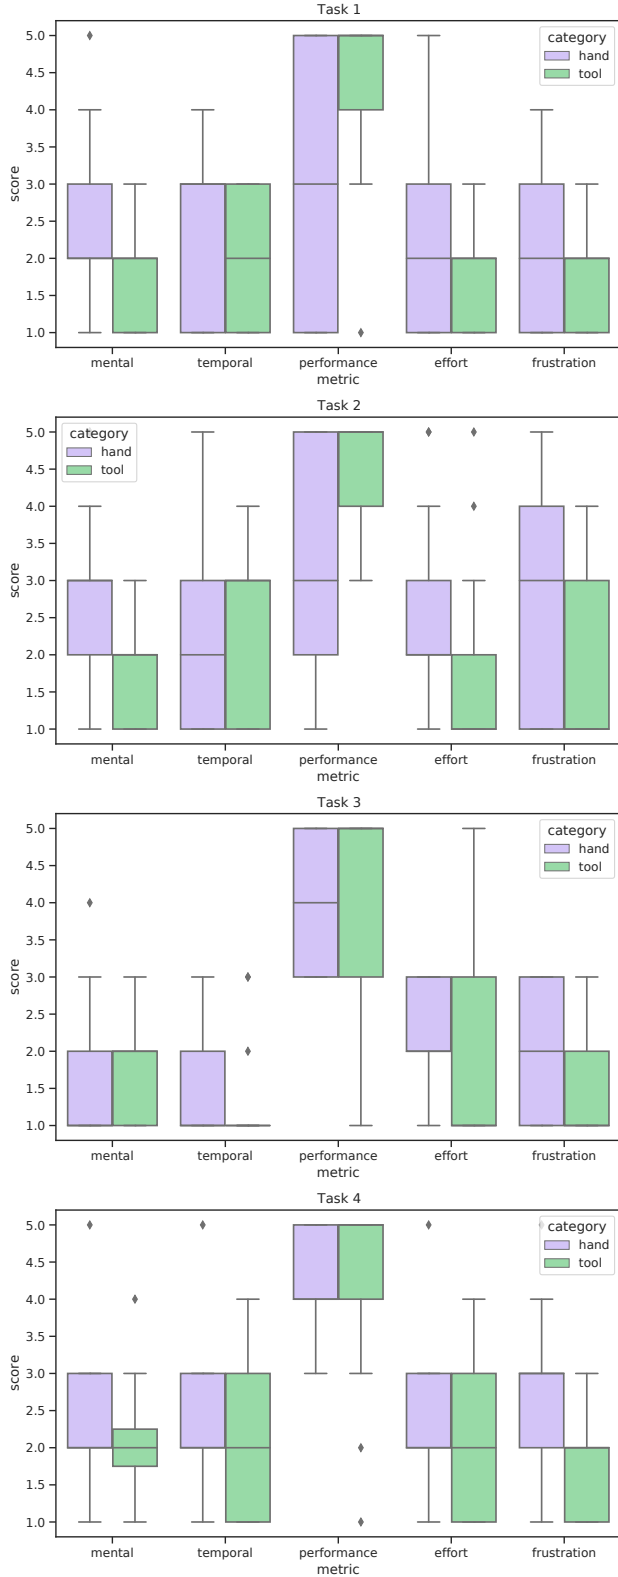 Task 1
5.0
4.5
4.0
3.5
3.0
2.5
2.0
1.5
1.0
score
category
hand
tool
mental temporal performance effort frustration
metric
Task 2
5.0
4.5
4.0
3.5
3.0
2.5
2.0
1.5
1.0
score
category
hand
tool
mental temporal performance effort frustration
metric
Task 3
5.0
4.5
4.0
3.5
3.0
2.5
2.0
1.5
1.0
score
category
hand
tool
mental temporal performance effort frustration
metric
Task 4
5.0
4.5
4.0
3.5
3.0
2.5
2.0
1.5
1.0
score
category
hand
tool
mental temporal performance effort frustration
metric